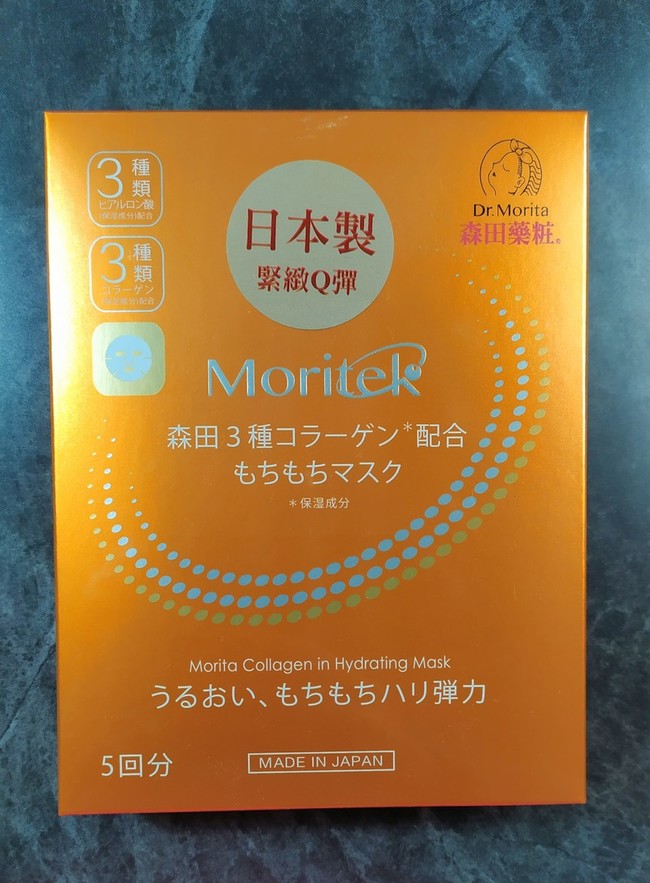 3種類
ヒアルロン酸
(保湿成分)配合
3種類
コラーゲン
(保湿成分)配合
日本製
緊緻Q彈
Dr.Morita
森田藥粧®
Moritek
森田3種コラーゲン*配合
もちもちマスク
*保湿成分
Morita Collagen in Hydrating Mask
うるおい、もちもちハリ弾力
5回分
MADE IN JAPAN